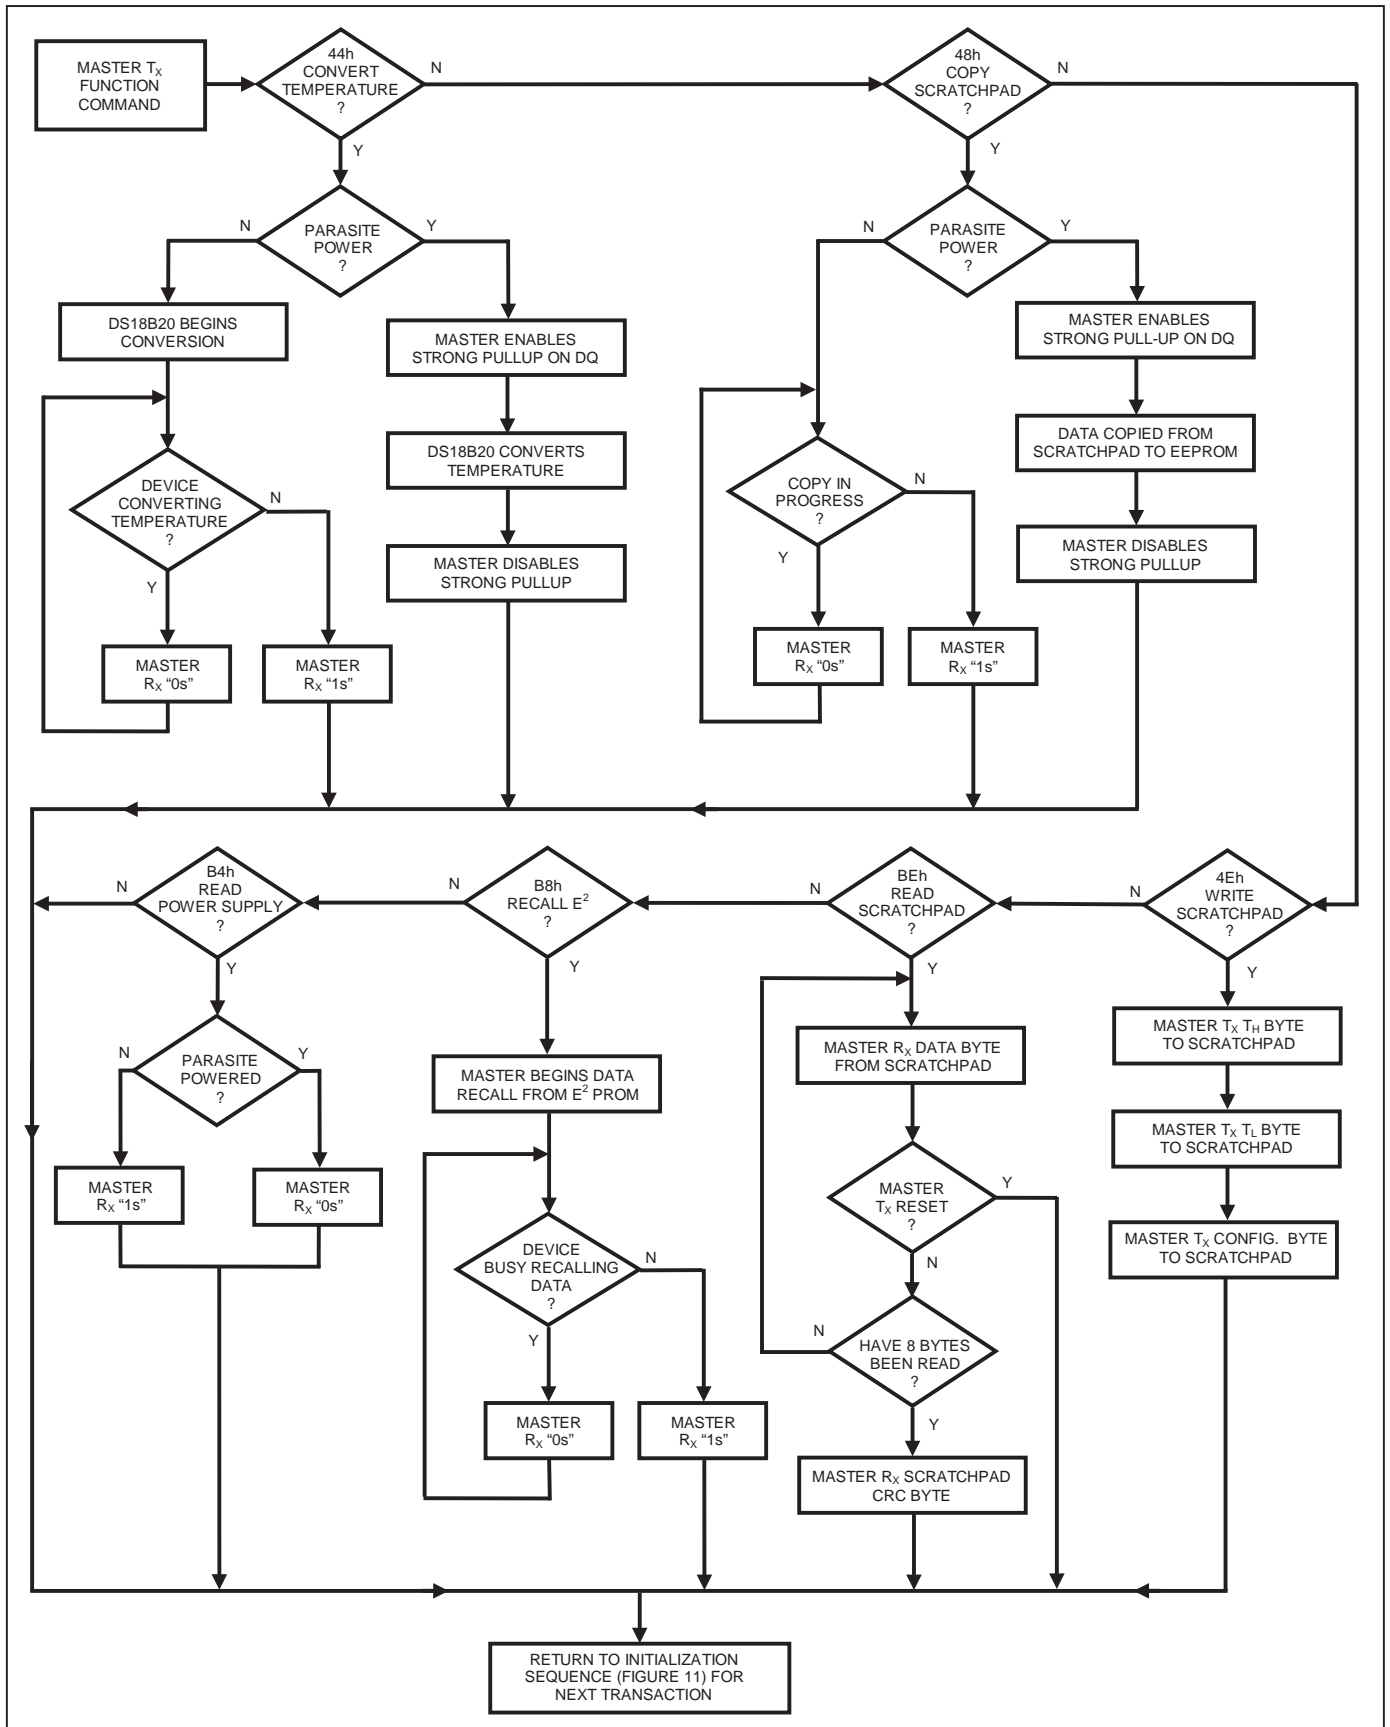 MASTER TX
FUNCTION
COMMAND
44h
CONVERT
TEMPERATURE
?
N
Y
48h
COPY
SCRATCHPAD
?
N
Y
PARASITE
POWER
?
N
Y
PARASITE
POWER
?
N
Y
DS18B20 BEGINS
CONVERSION
MASTER ENABLES
STRONG PULLUP ON DQ
MASTER ENABLES
STRONG PULL-UP ON DQ
DS18B20 CONVERTS
TEMPERATURE
DATA COPIED FROM
SCRATCHPAD TO EEPROM
DEVICE
CONVERTING
TEMPERATURE
?
N
Y
COPY IN
PROGRESS
?
N
Y
MASTER DISABLES
STRONG PULLUP
MASTER DISABLES
STRONG PULLUP
MASTER
RX “0s”
MASTER
RX “1s”
MASTER
RX “0s”
MASTER
RX “1s”
B4h
READ
POWER SUPPLY
?
N
Y
B8h
RECALL E2
?
N
Y
BEh
READ
SCRATCHPAD
?
N
Y
4Eh
WRITE
SCRATCHPAD
?
N
Y
PARASITE
POWERED
?
N
Y
MASTER
RX “1s”
MASTER
RX “0s”
MASTER BEGINS DATA
RECALL FROM E2 PROM
DEVICE
BUSY RECALLING
DATA
?
N
Y
MASTER
RX “0s”
MASTER
RX “1s”
MASTER RX DATA BYTE
FROM SCRATCHPAD
MASTER
TX RESET
?
Y
N
HAVE 8 BYTES
BEEN READ
?
N
Y
MASTER RX SCRATCHPAD
CRC BYTE
MASTER TX TH BYTE
TO SCRATCHPAD
MASTER TX TL BYTE
TO SCRATCHPAD
MASTER TX CONFIG. BYTE
TO SCRATCHPAD
RETURN TO INITIALIZATION
SEQUENCE (FIGURE 11) FOR
NEXT TRANSACTION